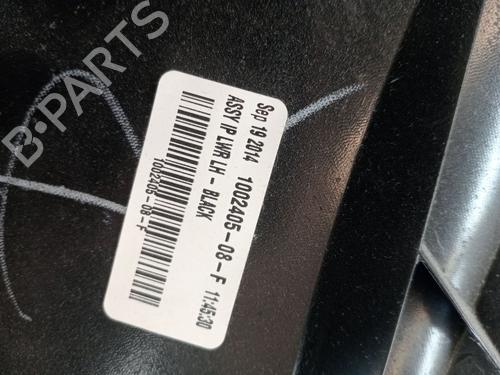 B-PARTS
Sep 19 2014 1002405-08-F 11:45:30
ASSY IP LWR LH - BLACK
1002405-08-F